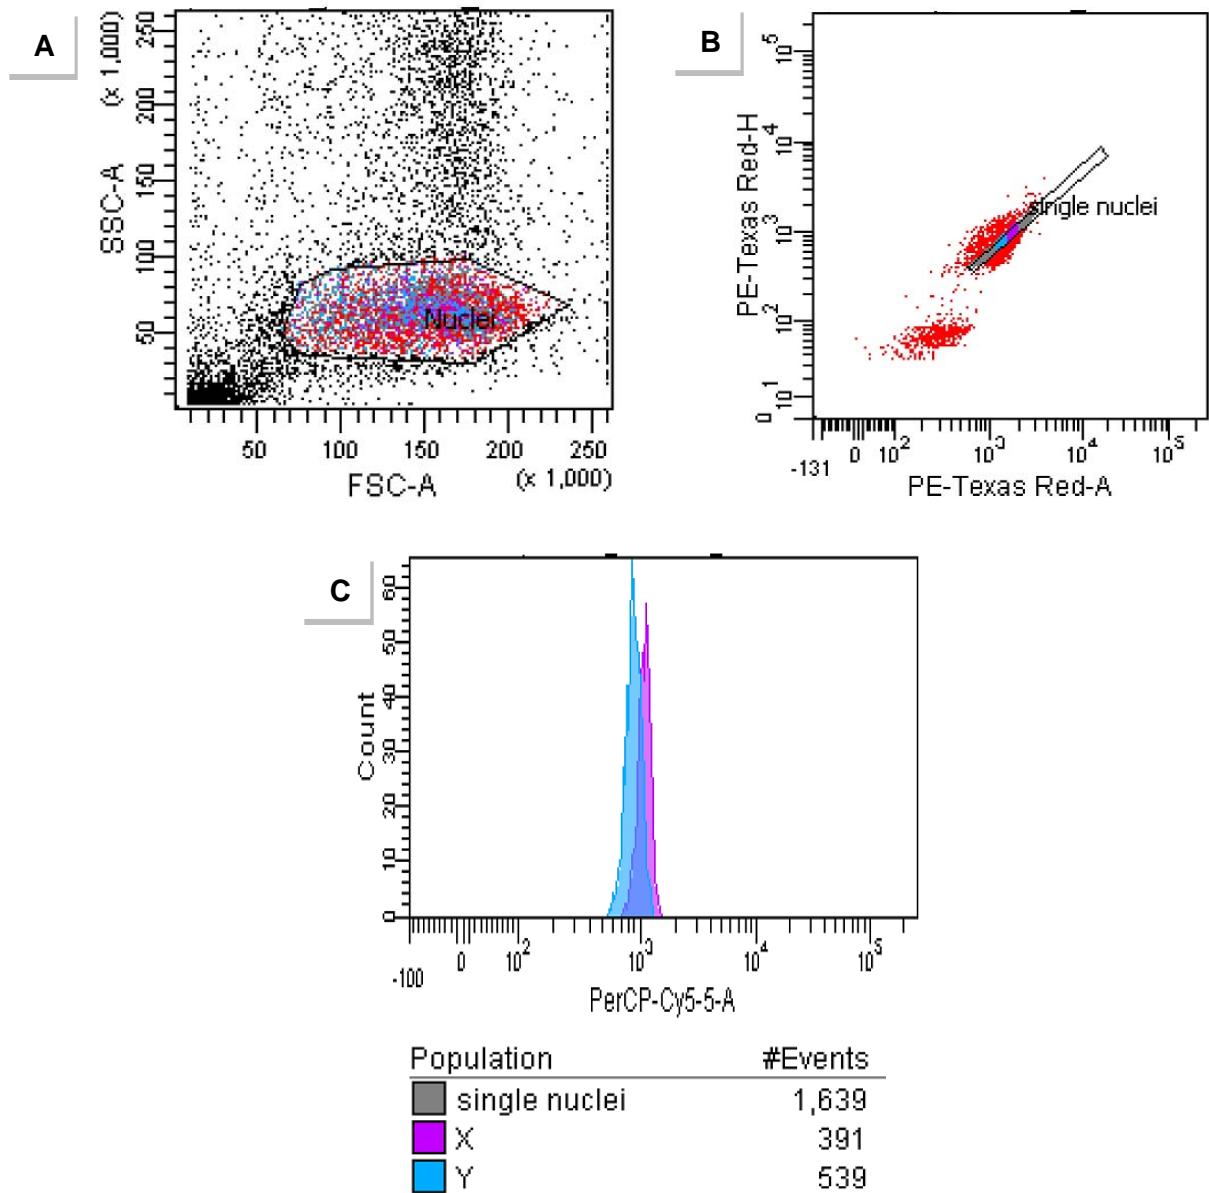 A
(x 1,000)
SSC-A
250
200
150
100
50
Nuclei
50 100 150 200 250
FSC-A (x 1,000)
B
PE-Texas Red-H
10^5
10^4
10^3
10^2
10^1
0
single nuclei
-131 0 10^2 10^3 10^4 10^5
PE-Texas Red-A
C
Count
60
50
40
30
20
10
0
-100 0 10^2 10^3 10^4 10^5
PerCP-Cy5-5-A
Population #Events
single nuclei 1,639
X 391
Y 539